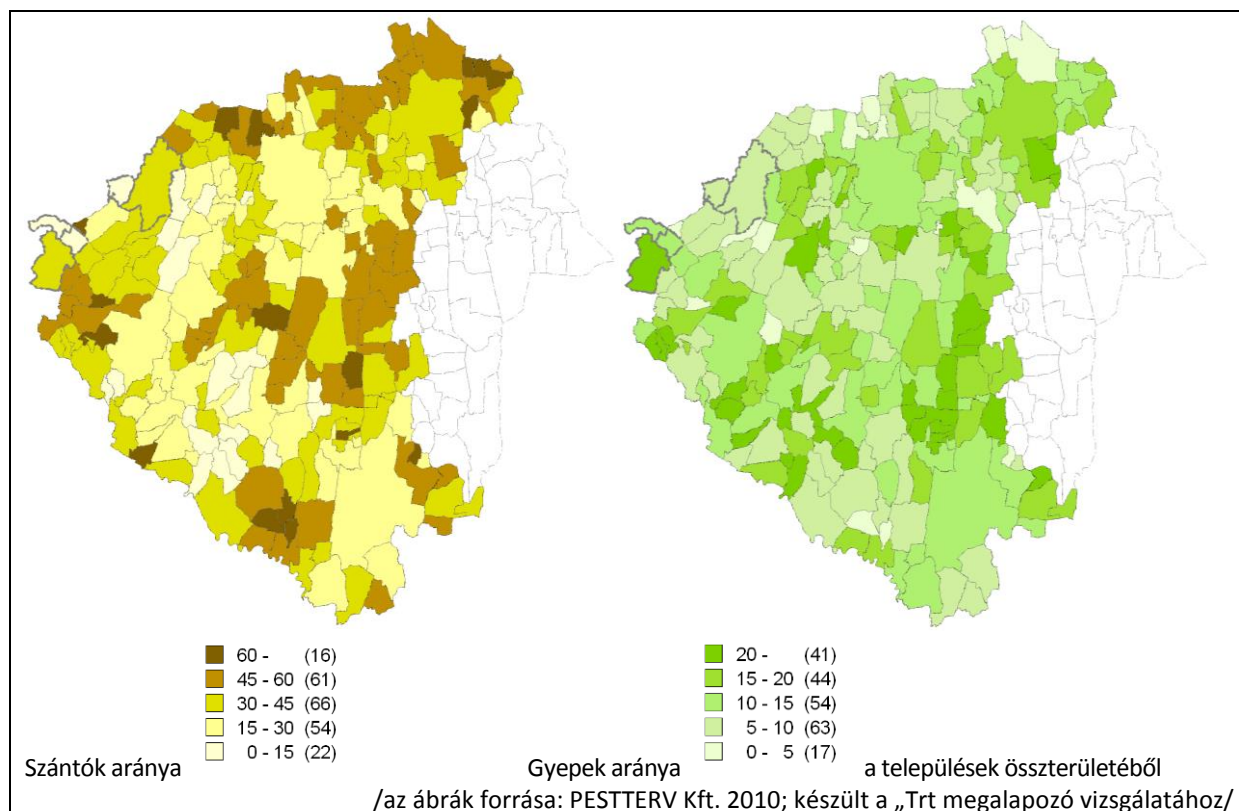 60 - (16)
45 - 60 (61)
30 - 45 (66)
15 - 30 (54)
0 - 15 (22)
20 - (41)
15 - 20 (44)
10 - 15 (54)
5 - 10 (63)
0 - 5 (17)
Szántók aránya Gyepek aránya a települések összterületéből
/az ábrák forrása: PESTTERV Kft. 2010; készült a „Trt megalapozó vizsgálatához/